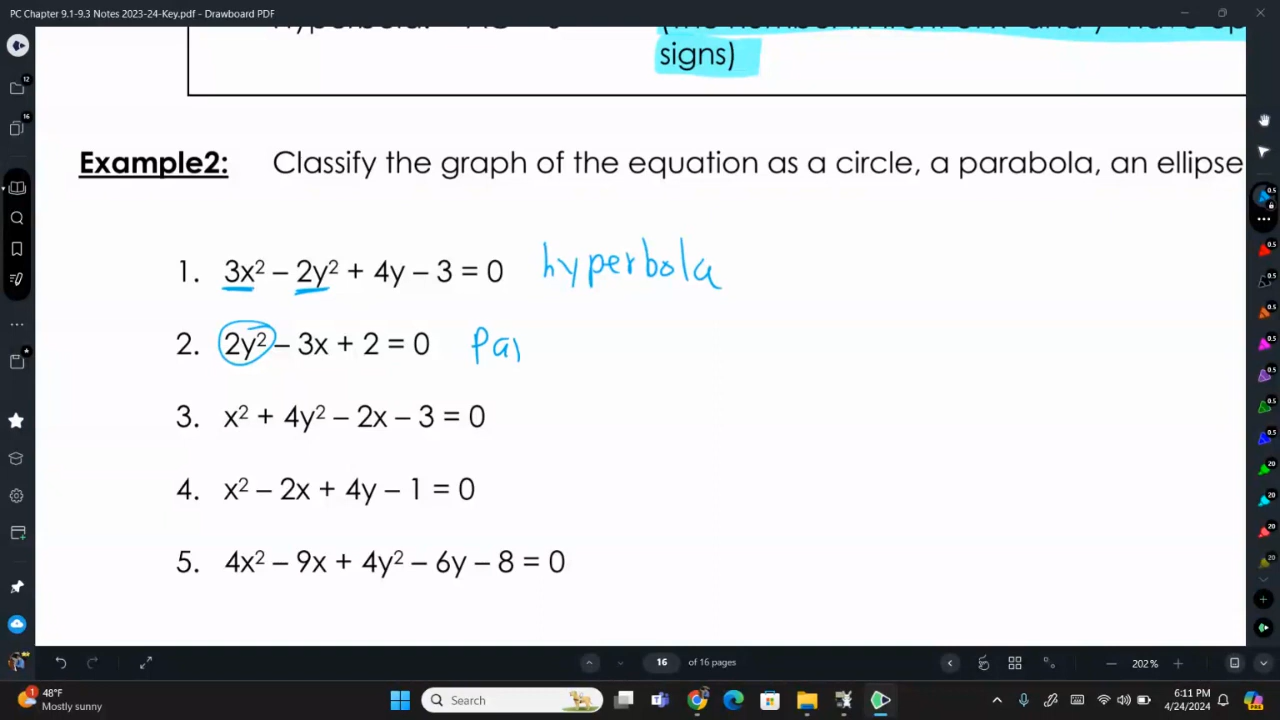 PC Chapter 9.1-9.3 Notes 2023-24-Key.pdf - Drawboard PDF
signs)
Example2: Classify the graph of the equation as a circle, a parabola, an ellipse
1. 3x² – 2y² + 4y – 3 = 0 hyperbola
2. 2y² – 3x + 2 = 0 Par
3. x² + 4y² – 2x – 3 = 0
4. x² – 2x + 4y – 1 = 0
5. 4x² – 9x + 4y² – 6y – 8 = 0
16 of 16 pages
202%
48°F
Mostly sunny
Search
6:11 PM
4/24/2024